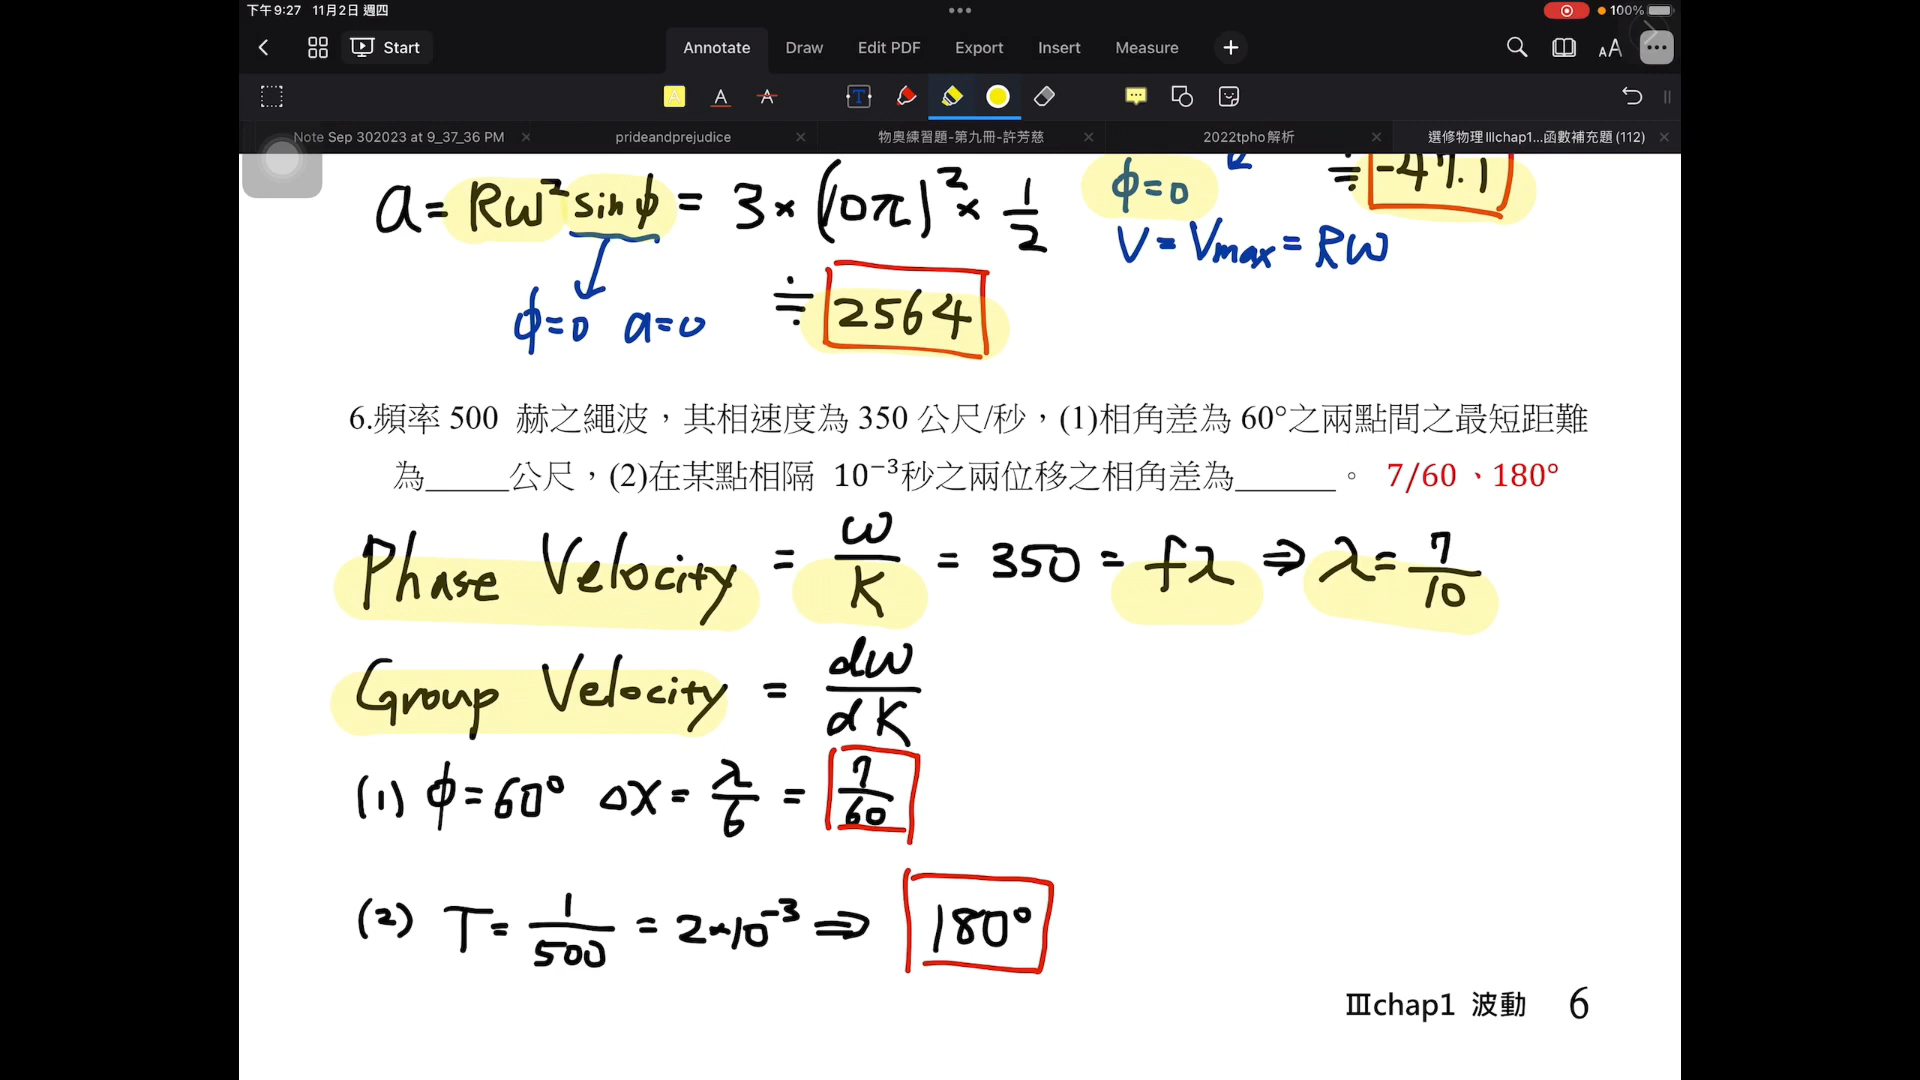 下午9:27 11月2日 週四
100%
Start Annotate Draw Edit PDF Export Insert Measure
Note Sep 302023 at 9_37_36 PM prideandprejudice 物奧練習題-第九冊-許芳慈 2022tpho解析 選修物理Ⅲchap1...函數補充題(112)
a = Rω² sinϕ = 3 × (10π)² × 1/2
ϕ=0 a=0
≒ 2564
ϕ=0
≒ -47.1
V = Vmax = Rω
6.頻率 500 赫之繩波，其相速度為 350 公尺/秒，(1)相角差為 60°之兩點間之最短距難
為_____公尺，(2)在某點相隔 10⁻³秒之兩位移之相角差為______。 7/60、180°
Phase Velocity = ω/K = 350 = fλ ⇒ λ = 7/10
Group Velocity = dω/dK
(1) ϕ=60° ΔX = λ/6 = 7/60
(2) T = 1/500 = 2×10⁻³ ⇒ 180°
Ⅲchap1 波動 6